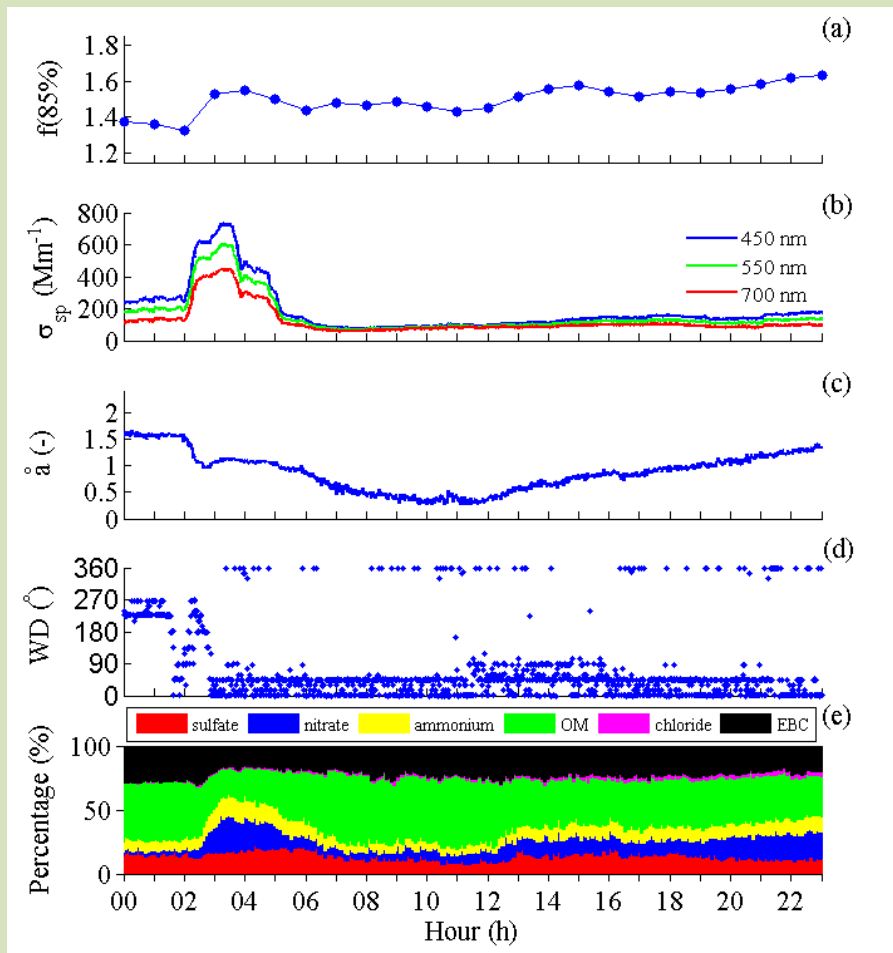 (a)
f(85%)
1.8
1.6
1.4
1.2
(b)
σsp (Mm⁻¹)
800
600
400
200
0
450 nm
550 nm
700 nm
(c)
å (-)
2
1.5
1
0.5
0
(d)
WD (°)
360
270
180
90
0
(e)
sulfate nitrate ammonium OM chloride EBC
Percentage (%)
100
50
0
00 02 04 06 08 10 12 14 16 18 20 22
Hour (h)